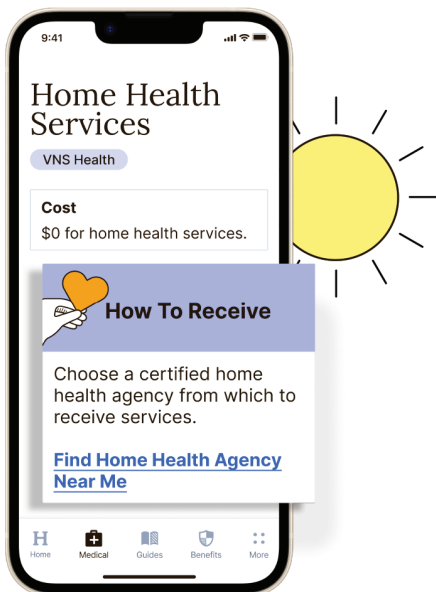 9:41
Home Health
Services
VNS Health
Cost
$0 for home health services.
How To Receive
Choose a certified home
health agency from which to
receive services.
Find Home Health Agency
Near Me
H
Home
Medical
Guides
Benefits
More